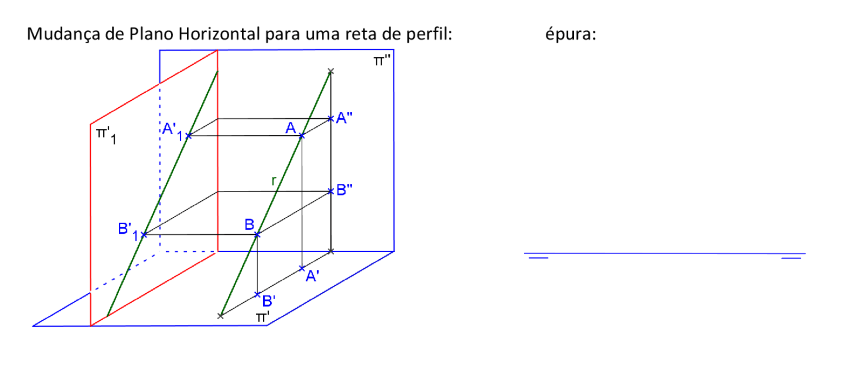 Mudança de Plano Horizontal para uma reta de perfil:
épura:
π"
π'₁
A'₁
A
A"
r
B"
B'₁
B
A'
B'
π'